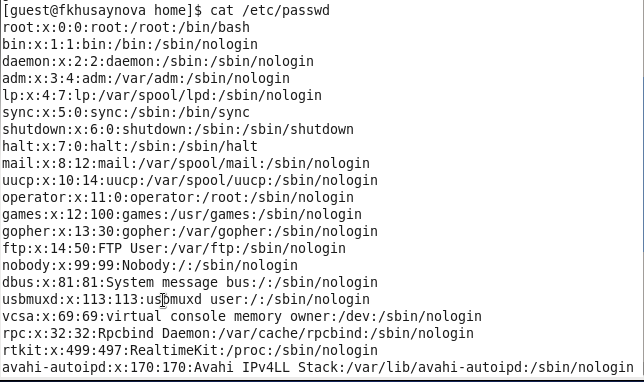 [guest@fkhusaynova home]$ cat /etc/passwd
root:x:0:0:root:/root:/bin/bash
bin:x:1:1:bin:/bin:/sbin/nologin
daemon:x:2:2:daemon:/sbin:/sbin/nologin
adm:x:3:4:adm:/var/adm:/sbin/nologin
lp:x:4:7:lp:/var/spool/lpd:/sbin/nologin
sync:x:5:0:sync:/sbin:/bin/sync
shutdown:x:6:0:shutdown:/sbin:/sbin/shutdown
halt:x:7:0:halt:/sbin:/sbin/halt
mail:x:8:12:mail:/var/spool/mail:/sbin/nologin
uucp:x:10:14:uucp:/var/spool/uucp:/sbin/nologin
operator:x:11:0:operator:/root:/sbin/nologin
games:x:12:100:games:/usr/games:/sbin/nologin
gopher:x:13:30:gopher:/var/gopher:/sbin/nologin
ftp:x:14:50:FTP User:/var/ftp:/sbin/nologin
nobody:x:99:99:Nobody:/:/sbin/nologin
dbus:x:81:81:System message bus:/:/sbin/nologin
usbmuxd:x:113:113:usbmuxd user:/:/sbin/nologin
vcsa:x:69:69:virtual console memory owner:/dev:/sbin/nologin
rpc:x:32:32:Rpcbind Daemon:/var/cache/rpcbind:/sbin/nologin
rtkit:x:499:497:RealtimeKit:/proc:/sbin/nologin
avahi-autoipd:x:170:170:Avahi IPv4LL Stack:/var/lib/avahi-autoipd:/sbin/nologin